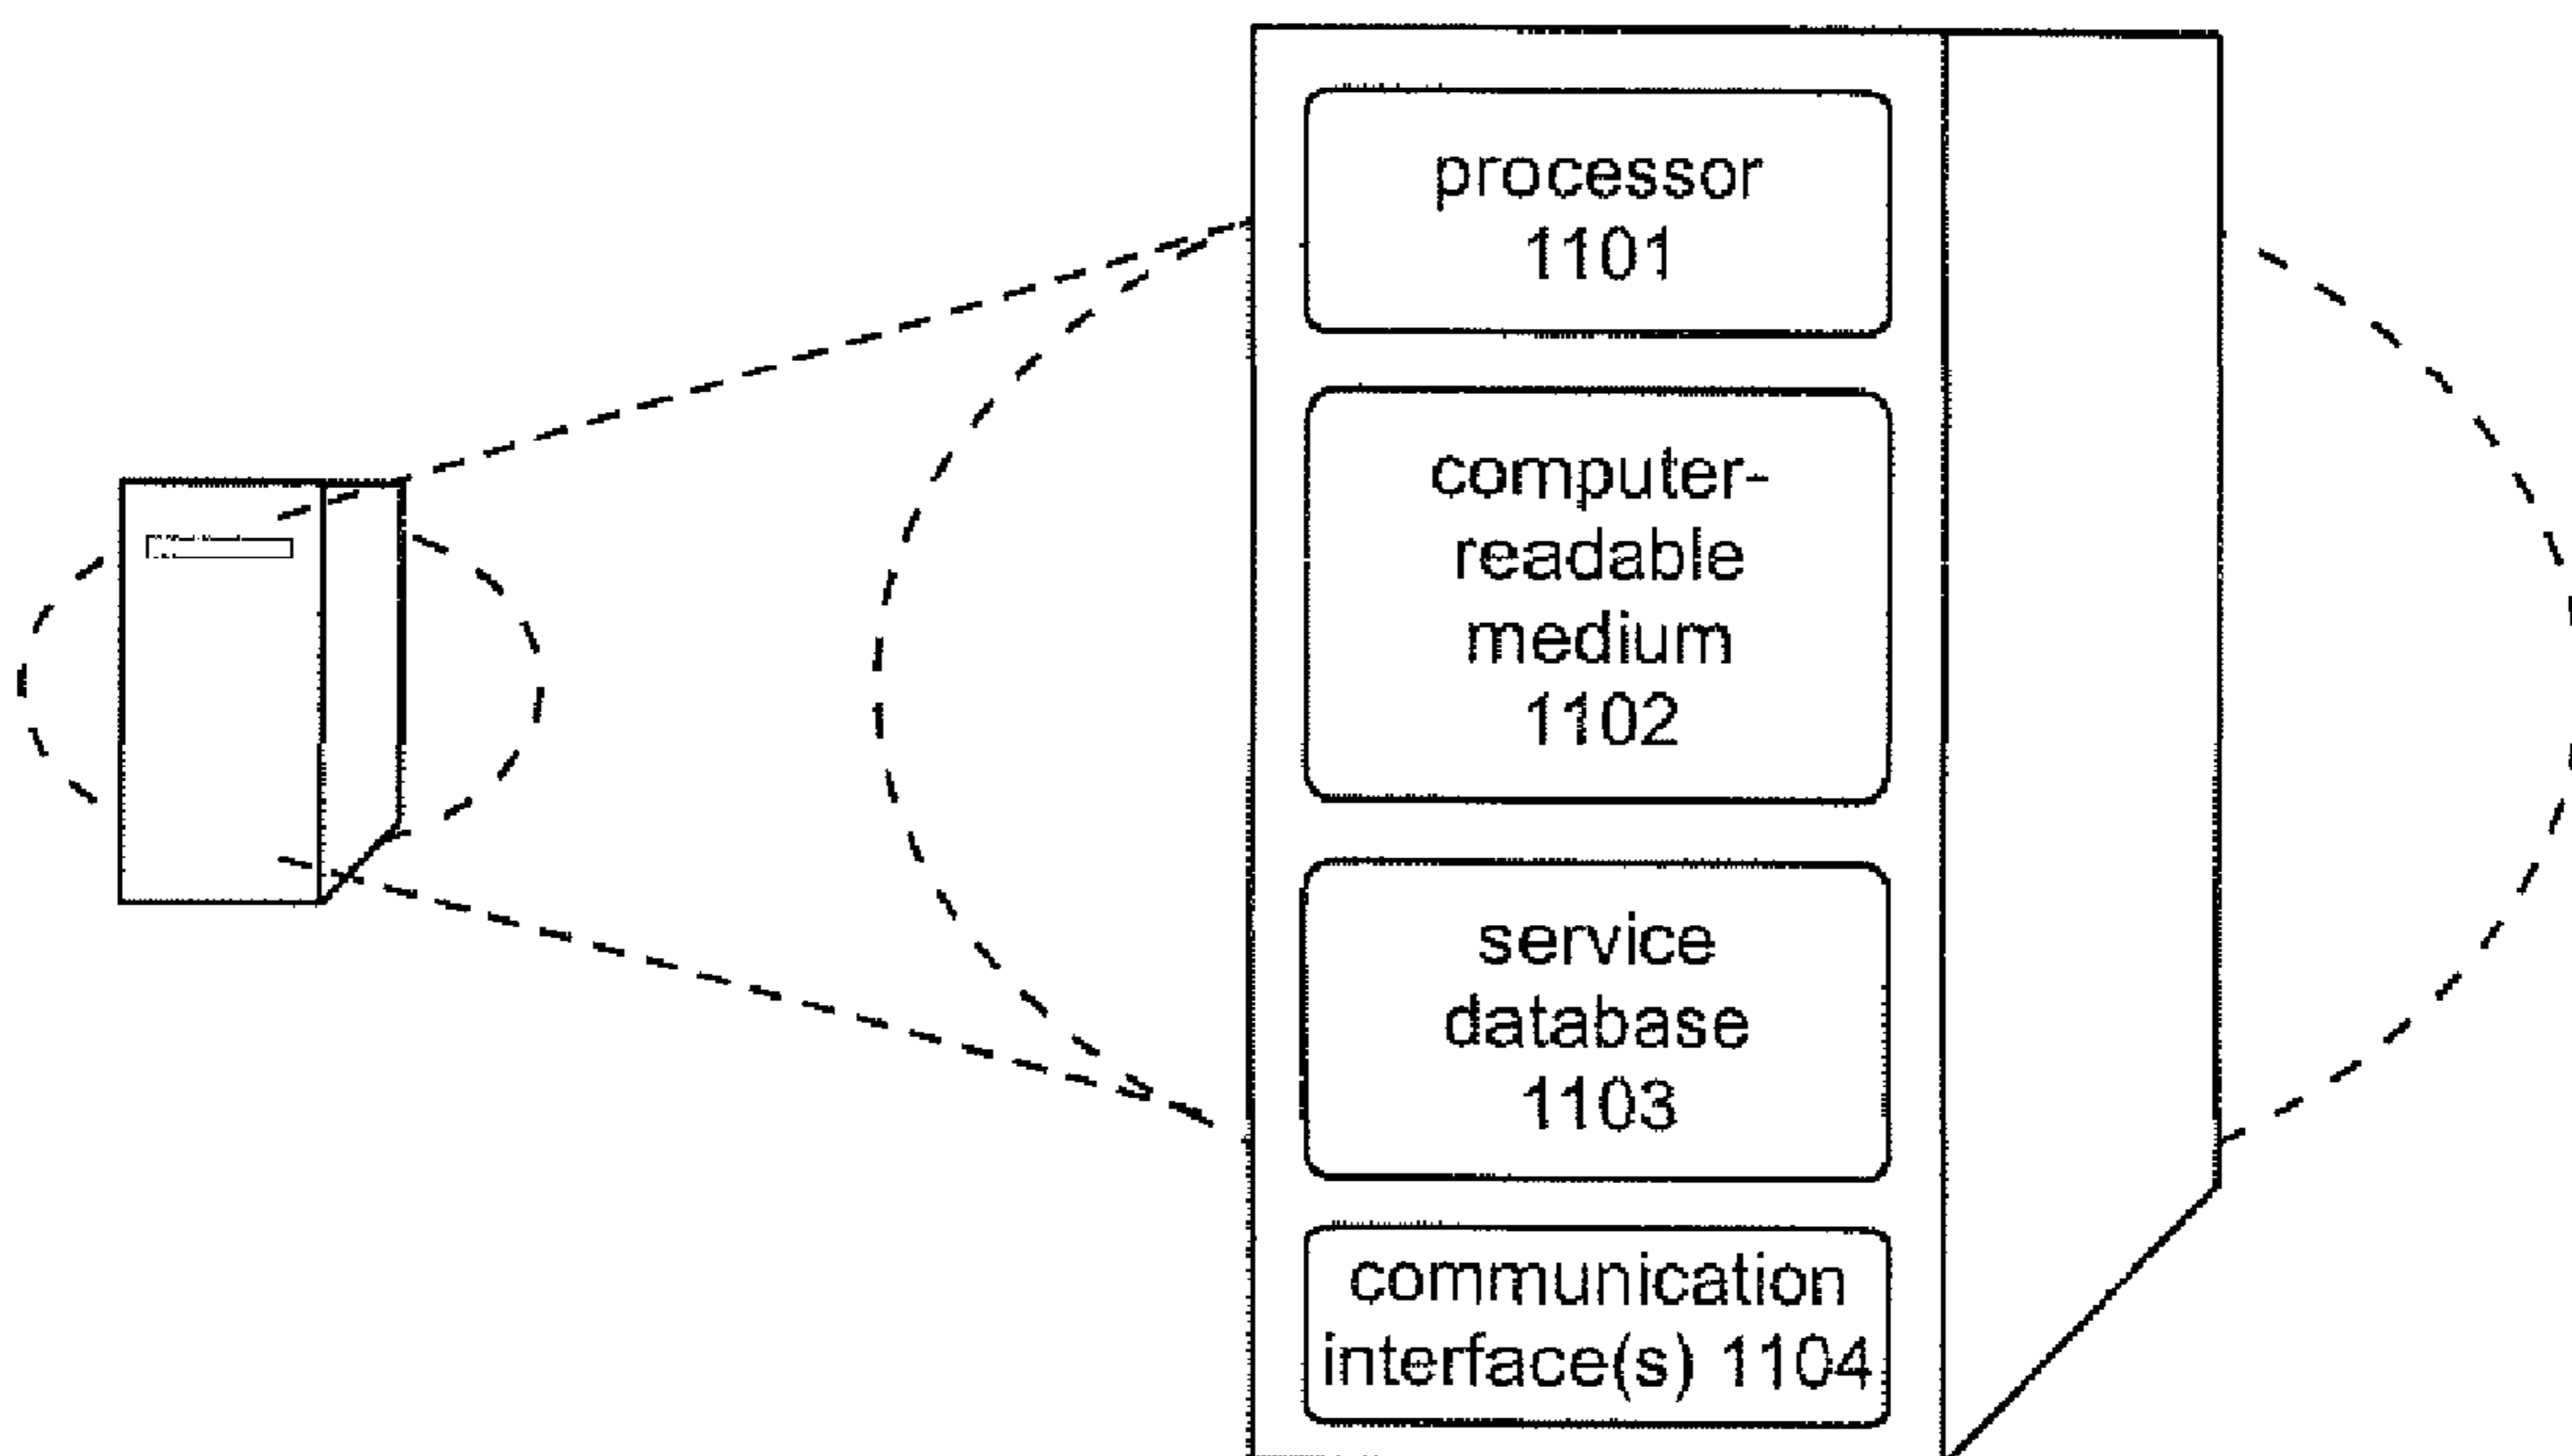 processor
1101
computer-
readable
medium
1102
service
database
1103
communication
interface(s) 1104